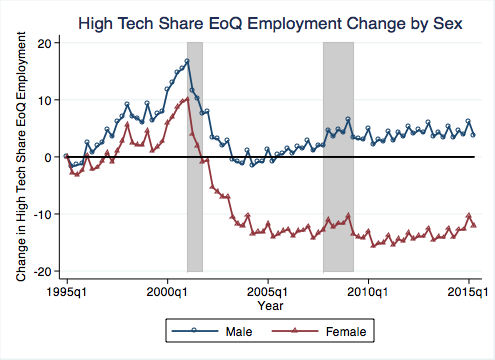 High Tech Share EoQ Employment Change by Sex
Change in High Tech Share EoQ Employment
20
10
0
-10
-20
1995q1 2000q1 2005q1 2010q1 2015q1
Year
Male Female